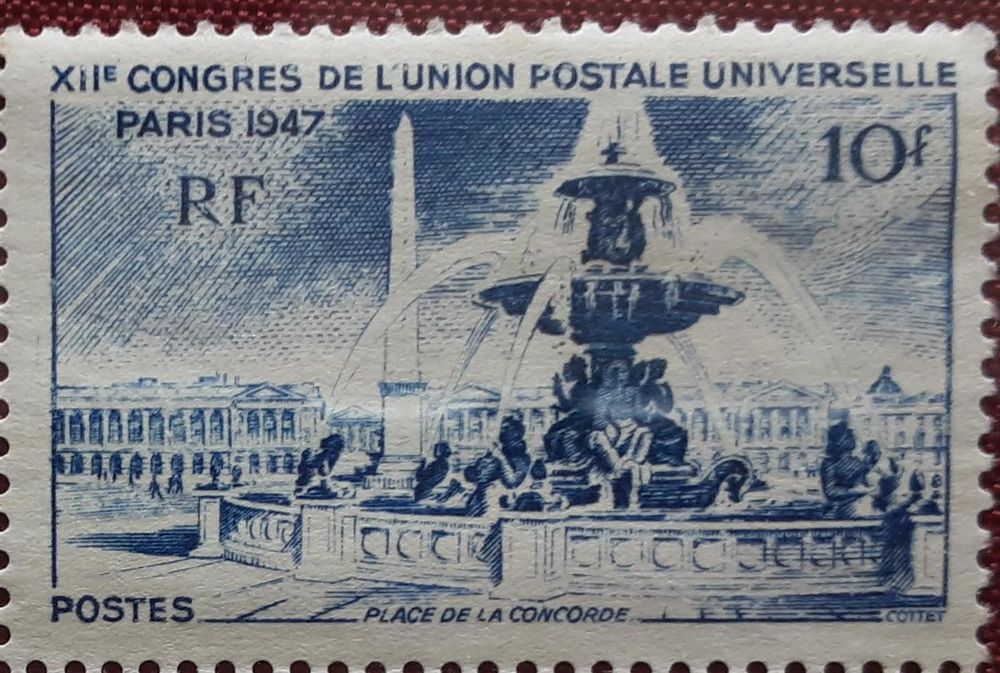 XIIE CONGRES DE L'UNION POSTALE UNIVERSELLE
PARIS 1947
10f
RF
POSTES
PLACE DE LA CONCORDE
COTTET